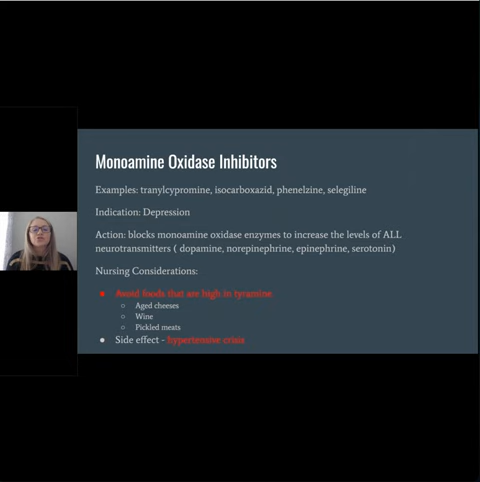 Monoamine Oxidase Inhibitors
Examples: tranylcypromine, isocarboxazid, phenelzine, selegiline
Indication: Depression
Action: blocks monoamine oxidase enzymes to increase the levels of ALL
neurotransmitters ( dopamine, norepinephrine, epinephrine, serotonin)
Nursing Considerations:
Avoid foods that are high in tyramine
Aged cheeses
Wine
Pickled meats
Side effect - hypertensive crisis